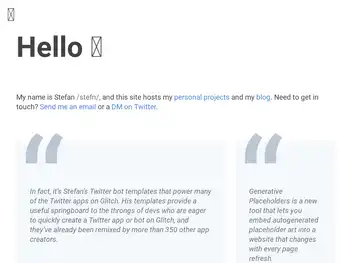 Hello
My name is Stefan /stefn/, and this site hosts my personal projects and my blog. Need to get in
touch? Send me an email or a DM on Twitter.
In fact, it's Stefan's Twitter bot templates that power many
of the Twitter apps on Glitch. His templates provide a
useful springboard to the throngs of devs who are eager
to quickly create a Twitter app or bot on Glitch, and
they've already been remixed by more than 350 other app
creators.
Generative
Placeholders is a new
tool that lets you
embed autogenerated
placeholder art into a
website that changes
with every page
refresh.